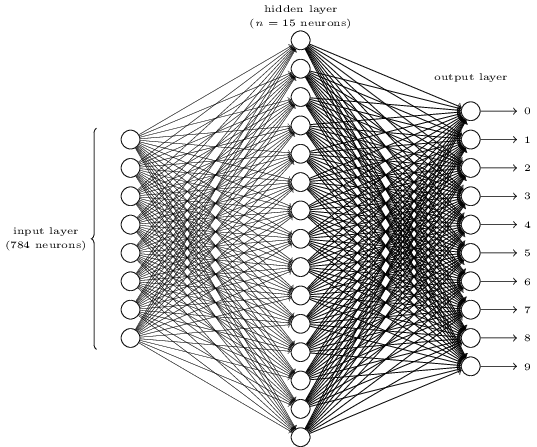 hidden layer
(n = 15 neurons)
output layer
input layer
(784 neurons)
0
1
2
3
4
5
6
7
8
9